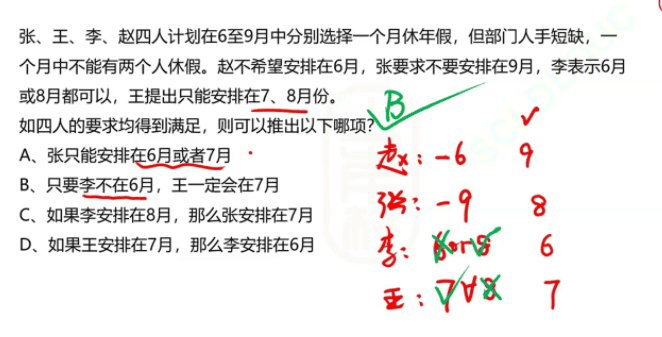 张、王、李、赵四人计划在6至9月中分别选择一个月休年假，但部门人手短缺，一
个月中不能有两个人休假。赵不希望安排在6月，张要求不要安排在9月，李表示6月
或8月都可以，王提出只能安排在7、8月份。
如四人的要求均得到满足，则可以推出以下哪项？
A、张只能安排在6月或者7月
B、只要李不在6月，王一定会在7月
C、如果李安排在8月，那么张安排在7月
D、如果王安排在7月，那么李安排在6月
B
赵x：-6 9
张：-9 8
李：6or8 6
王：7∀8 7